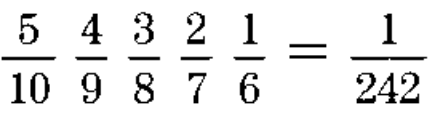 5/10 4/9 3/8 2/7 1/6 = 1/242